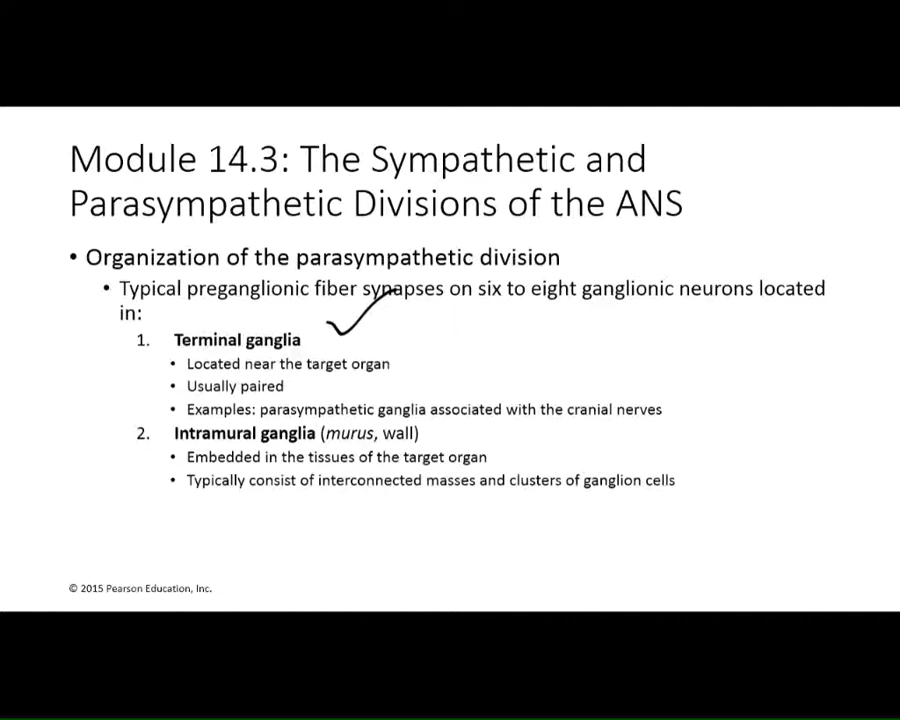 Module 14.3: The Sympathetic and
Parasympathetic Divisions of the ANS
• Organization of the parasympathetic division
• Typical preganglionic fiber synapses on six to eight ganglionic neurons located
in:
1. Terminal ganglia
• Located near the target organ
• Usually paired
• Examples: parasympathetic ganglia associated with the cranial nerves
2. Intramural ganglia (murus, wall)
• Embedded in the tissues of the target organ
• Typically consist of interconnected masses and clusters of ganglion cells
© 2015 Pearson Education, Inc.